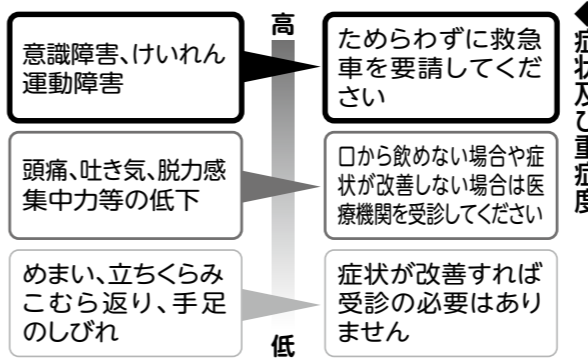 ◆症状及び重症度
高
意識障害、けいれん
運動障害
ためらわずに救急
車を要請してくだ
さい
頭痛、吐き気、脱力感
集中力等の低下
口から飲めない場合や症
状が改善しない場合は医
療機関を受診してください
めまい、立ちくらみ
こむら返り、手足
のしびれ
症状が改善すれば
受診の必要はあり
ません
低